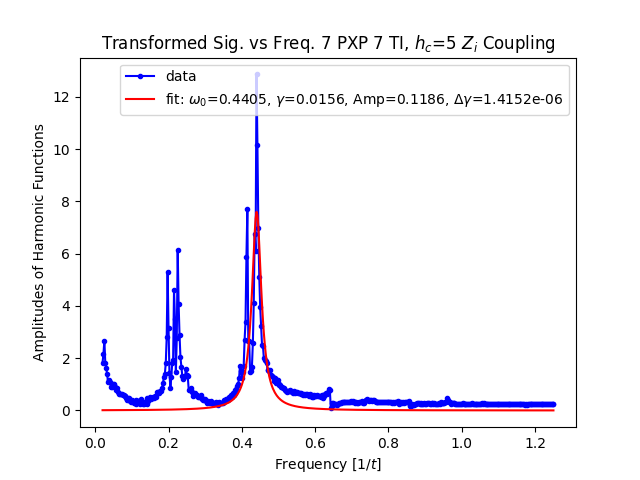 Transformed Sig. vs Freq. 7 PXP 7 TI, $h_c$=5 $Z_i$ Coupling
data
fit: $\omega_0$=0.4405, $\gamma$=0.0156, Amp=0.1186, $\Delta\gamma$=1.4152e-06
Amplitudes of Harmonic Functions
12
10
8
6
4
2
0
0.0 0.2 0.4 0.6 0.8 1.0 1.2
Frequency [1/$t$]